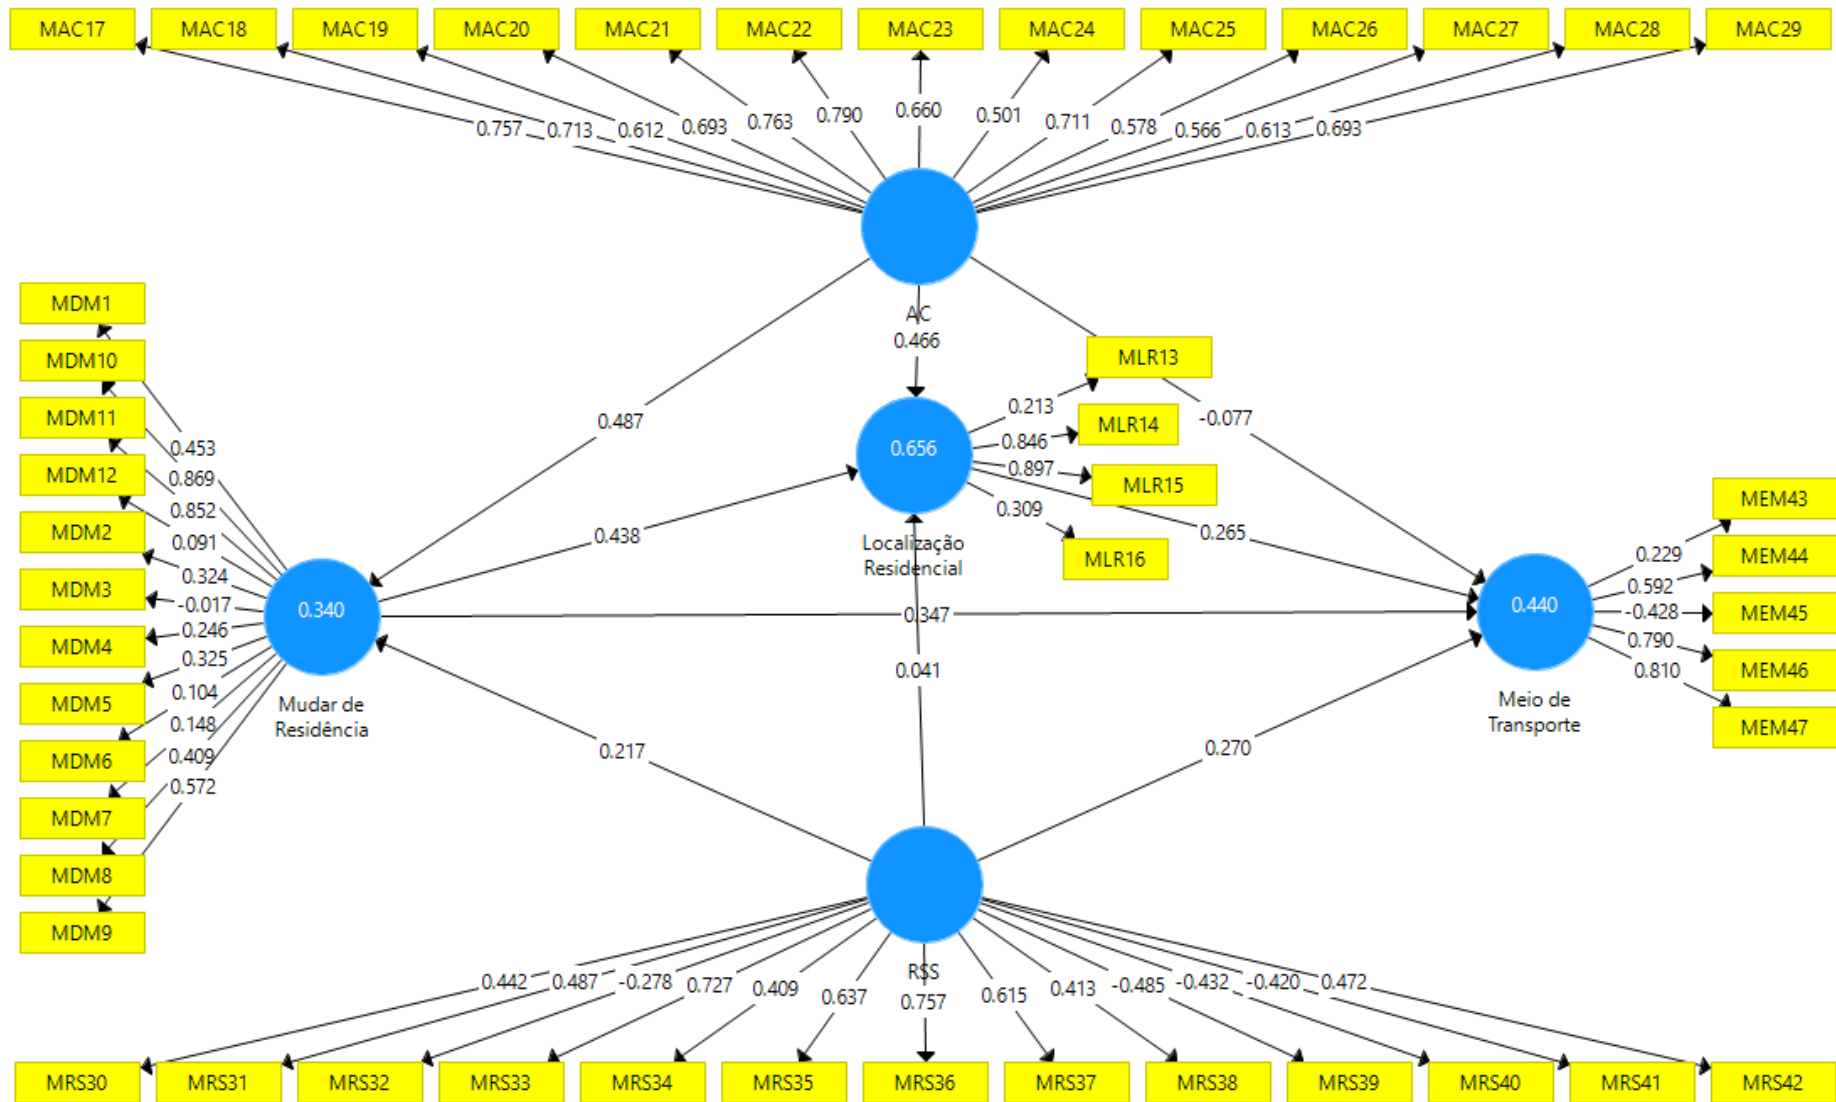 MAC17 MAC18 MAC19 MAC20 MAC21 MAC22 MAC23 MAC24 MAC25 MAC26 MAC27 MAC28 MAC29
0.757 0.713 0.612 0.693 0.763 0.790 0.660 0.501 0.711 0.578 0.566 0.613 0.693
AC
0.466
MDM1
MDM10
MDM11
MDM12
MDM2
MDM3
MDM4
MDM5
MDM6
MDM7
MDM8
MDM9
0.453
0.869
0.852
0.091
0.324
-0.017
0.246
0.325
0.104
0.148
0.409
0.572
0.340
Mudar de
Residência
0.487
0.438
0.347
0.217
0.656
Localização
Residencial
0.213
0.846
0.897
0.309
MLR13
MLR14
MLR15
MLR16
-0.077
0.265
0.041
0.270
0.440
Meio de
Transporte
0.229
0.592
-0.428
0.790
0.810
MEM43
MEM44
MEM45
MEM46
MEM47
RSS
0.442 0.487 -0.278 0.727 0.409 0.637 0.757 0.615 0.413 -0.485 -0.432 -0.420 0.472
MRS30 MRS31 MRS32 MRS33 MRS34 MRS35 MRS36 MRS37 MRS38 MRS39 MRS40 MRS41 MRS42